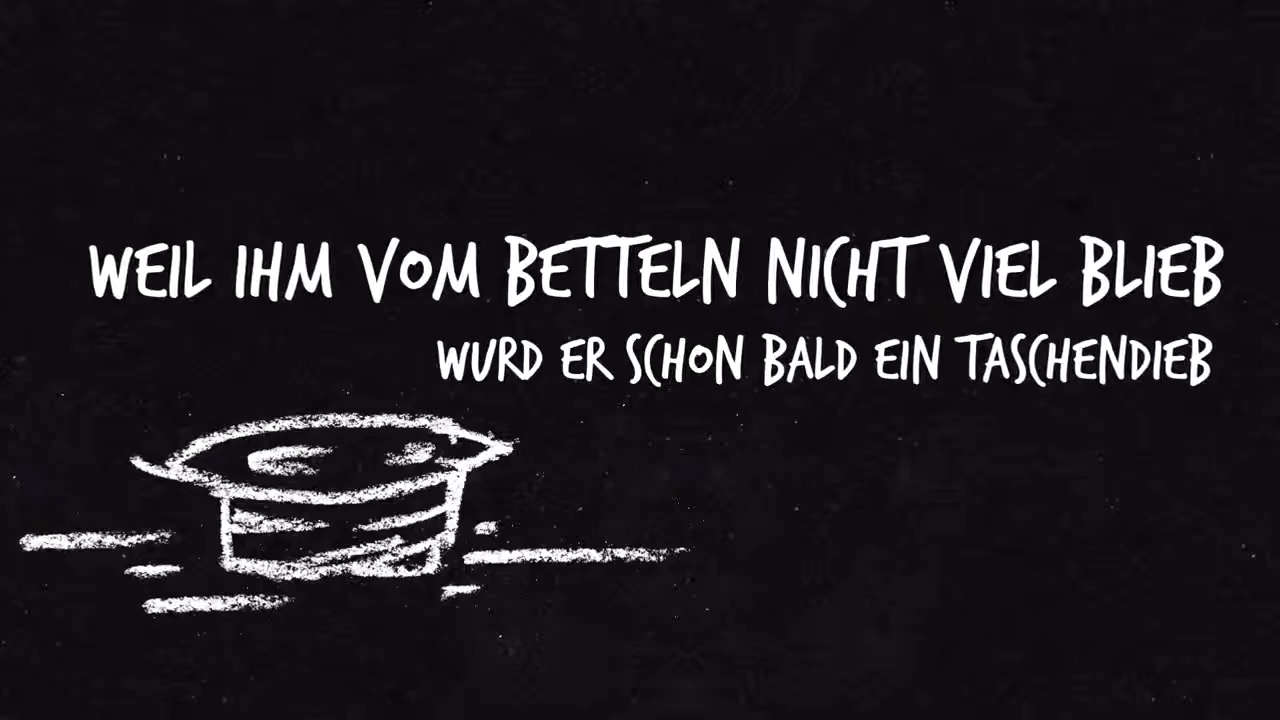 WEIL IHM VOM BETTELN NICHT VIEL BLIEB
WURD ER SCHON BALD EIN TASCHENDIEB